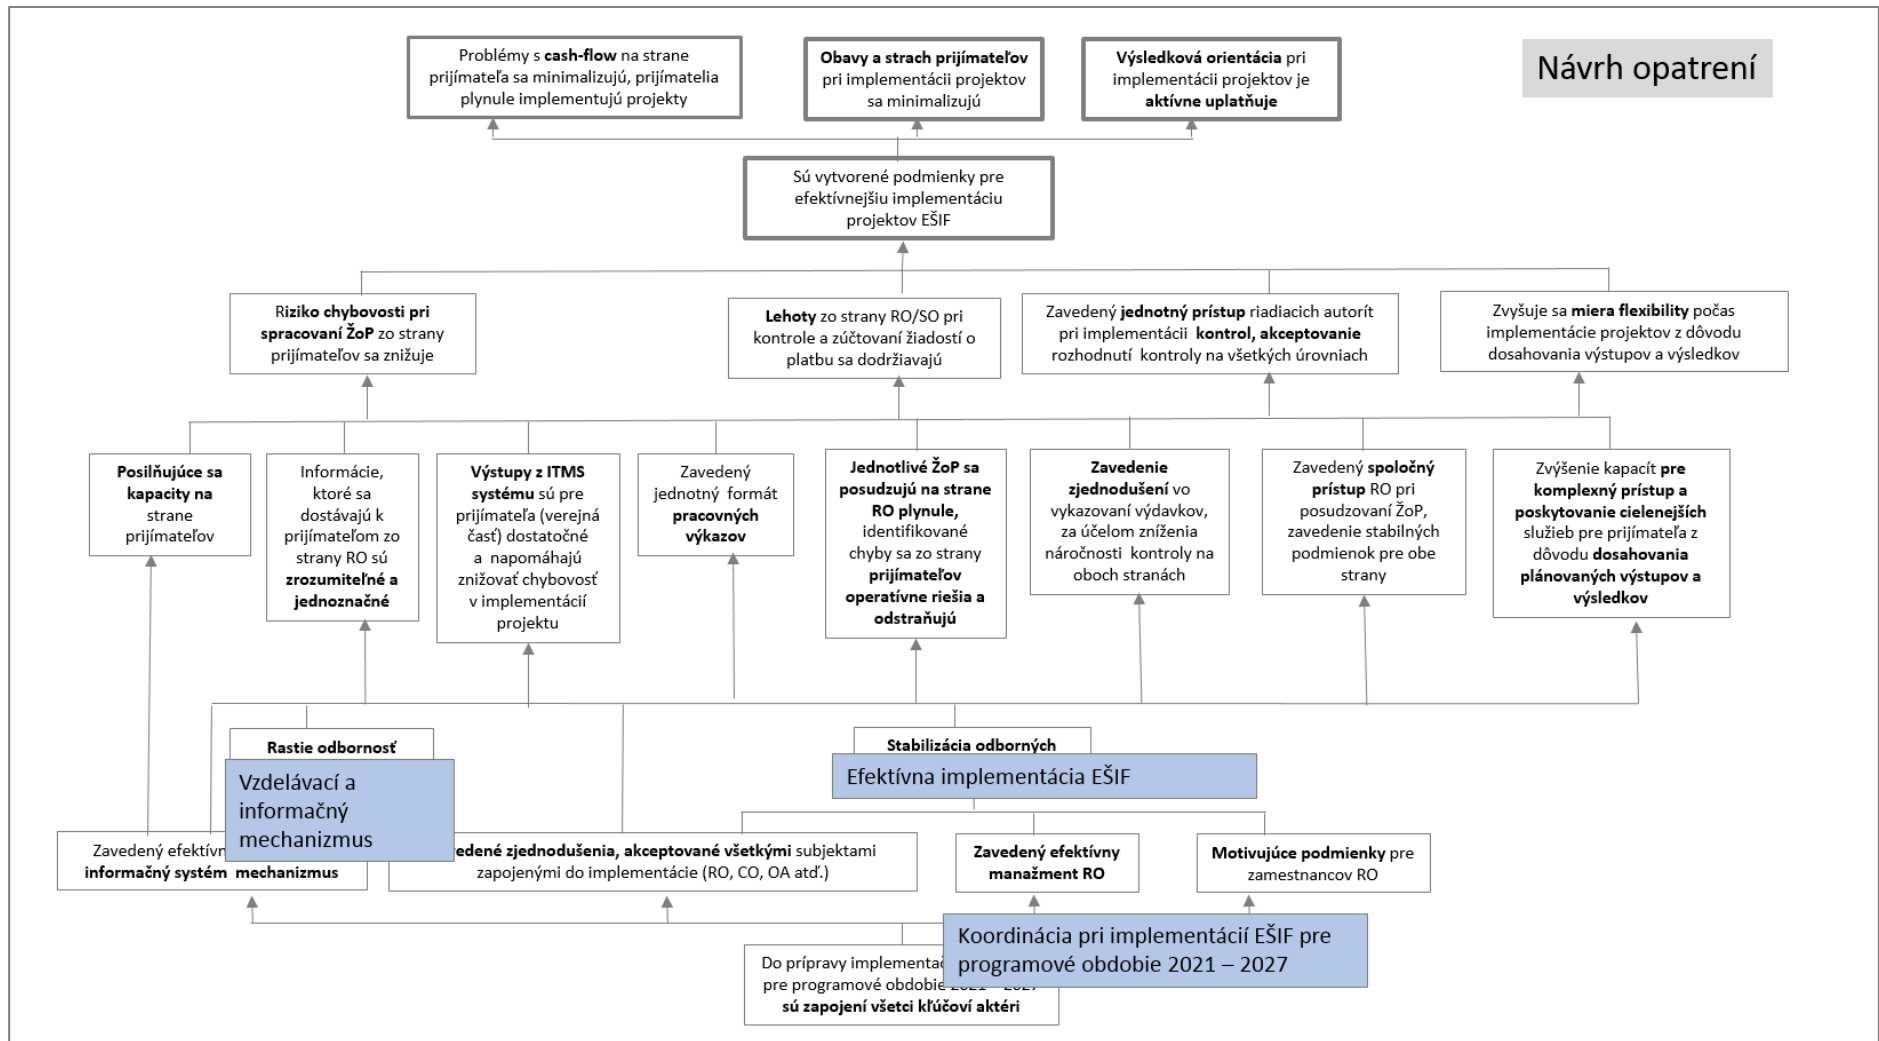 Návrh opatrení
Problémy s cash-flow na strane
prijímateľa sa minimalizujú, prijímatelia
plynule implementujú projekty
Obavy a strach prijímateľov
pri implementácii projektov
sa minimalizujú
Výsledková orientácia pri
implementácii projektov je
aktívne uplatňuje
Sú vytvorené podmienky pre
efektívnejšiu implementáciu
projektov EŠIF
Riziko chybovosti pri
spracovaní ŽoP zo strany
prijímateľov sa znižuje
Lehoty zo strany RO/SO pri
kontrole a zúčtovaní žiadostí o
platbu sa dodržiavajú
Zavedený jednotný prístup riadiacich autorít
pri implementácii kontrol, akceptovanie
rozhodnutí kontroly na všetkých úrovniach
Zvyšuje sa miera flexibility počas
implementácie projektov z dôvodu
dosahovania výstupov a výsledkov
Posilňujúce sa
kapacity na
strane
prijímateľov
Informácie,
ktoré sa
dostávajú k
prijímateľom zo
strany RO sú
zrozumiteľné a
jednoznačné
Výstupy z ITMS
systému sú pre
prijímateľa (verejná
časť) dostatočné
a napomáhajú
znižovať chybovosť
v implementácií
projektu
Zavedený
jednotný formát
pracovných
výkazov
Jednotlivé ŽoP sa
posudzujú na strane
RO plynule,
identifikované
chyby sa zo strany
prijímateľov
operatívne riešia a
odstraňujú
Zavedenie
zjednodušení vo
vykazovaní výdavkov,
za účelom zníženia
náročnosti kontroly na
oboch stranách
Zavedený spoločný
prístup RO pri
posudzovaní ŽoP,
zavedenie stabilných
podmienok pre obe
strany
Zvýšenie kapacít pre
komplexný prístup a
poskytovanie cielenejších
služieb pre prijímateľa z
dôvodu dosahovania
plánovaných výstupov a
výsledkov
Rastie odbornosť
Vzdelávací a
informačný
mechanizmus
Stabilizácia odborných
Efektívna implementácia EŠIF
Zavedený
informačný systém mechanizmus
zjednodušenia, akceptované všetkými subjektami
zapojenými do implementácie (RO, CO, OA atď.)
Zavedený efektívny
manažment RO
Motivujúce podmienky pre
zamestnancov RO
Koordinácia pri implementácií EŠIF pre
programové obdobie 2021 – 2027
Do prípravy
pre programové obdobie 2021 – 2027
sú zapojení všetci kľúčoví aktéri